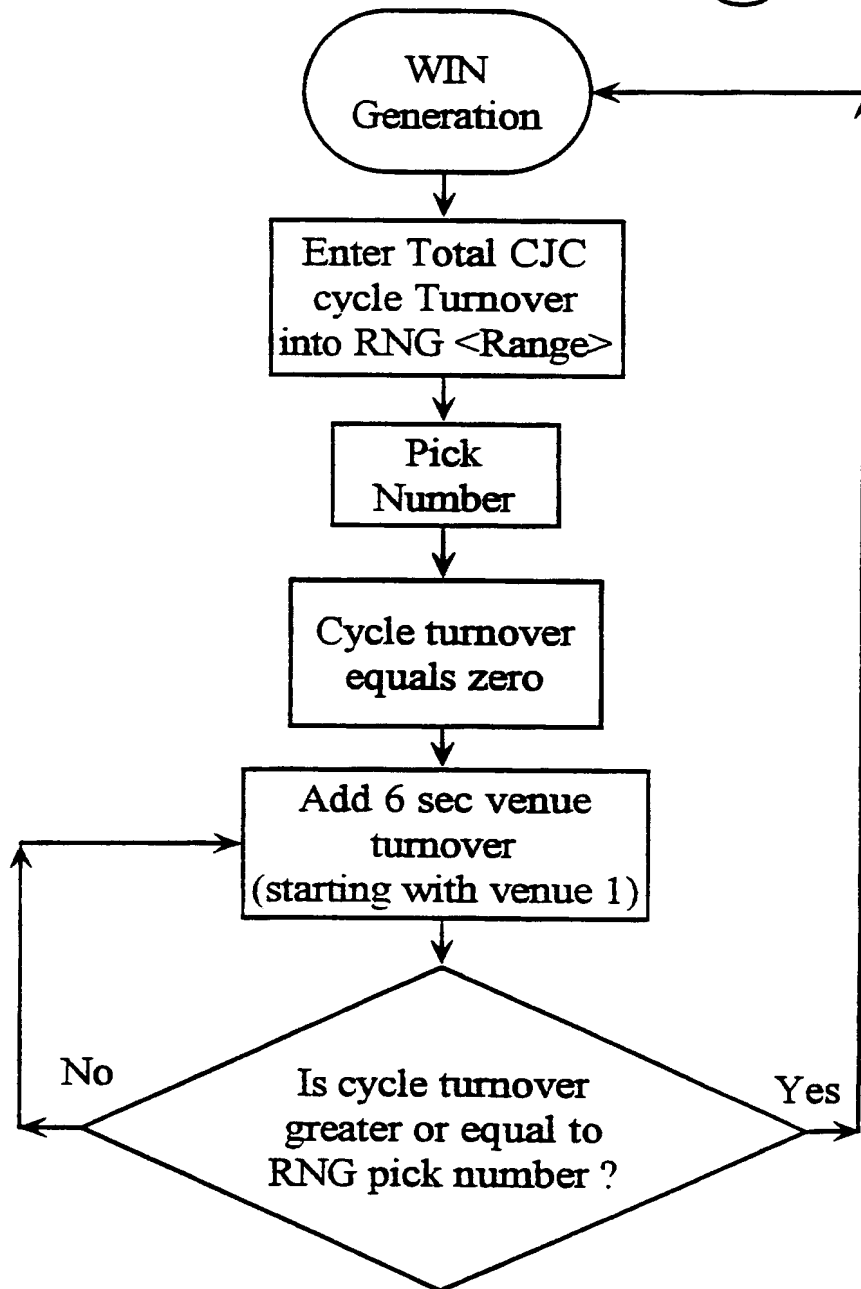 WIN
Generation
Enter Total CJC
cycle Turnover
into RNG <Range>
Pick
Number
Cycle turnover
equals zero
Add 6 sec venue
turnover
(starting with venue 1)
No
Is cycle turnover
greater or equal to
RNG pick number ?
Yes